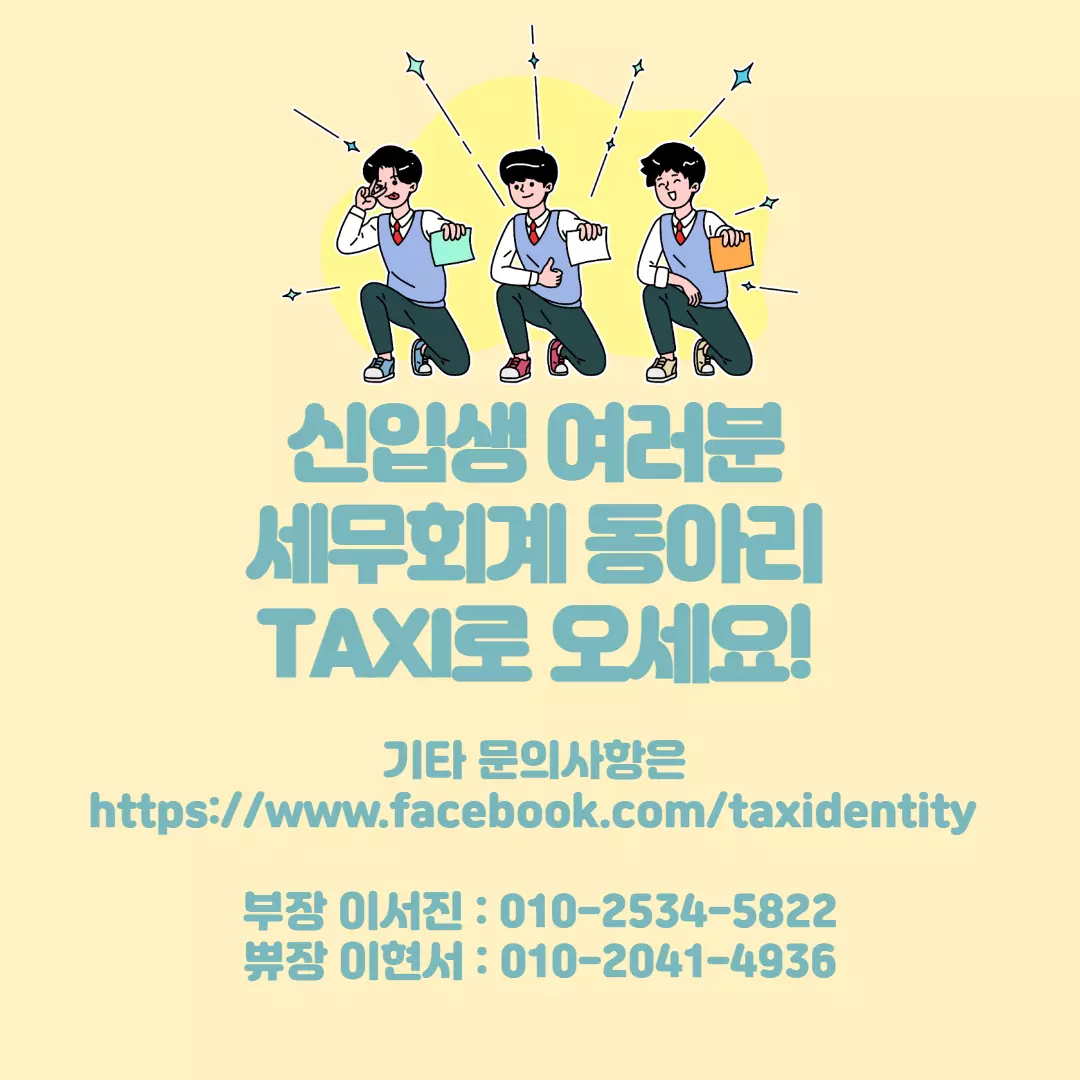 신입생 여러분
세무회계 동아리
TAXI로 오세요!
기타 문의사항은
https://www.facebook.com/taxidentity
부장 이서진 : 010-2534-5822
쀼장 이현서 : 010-2041-4936